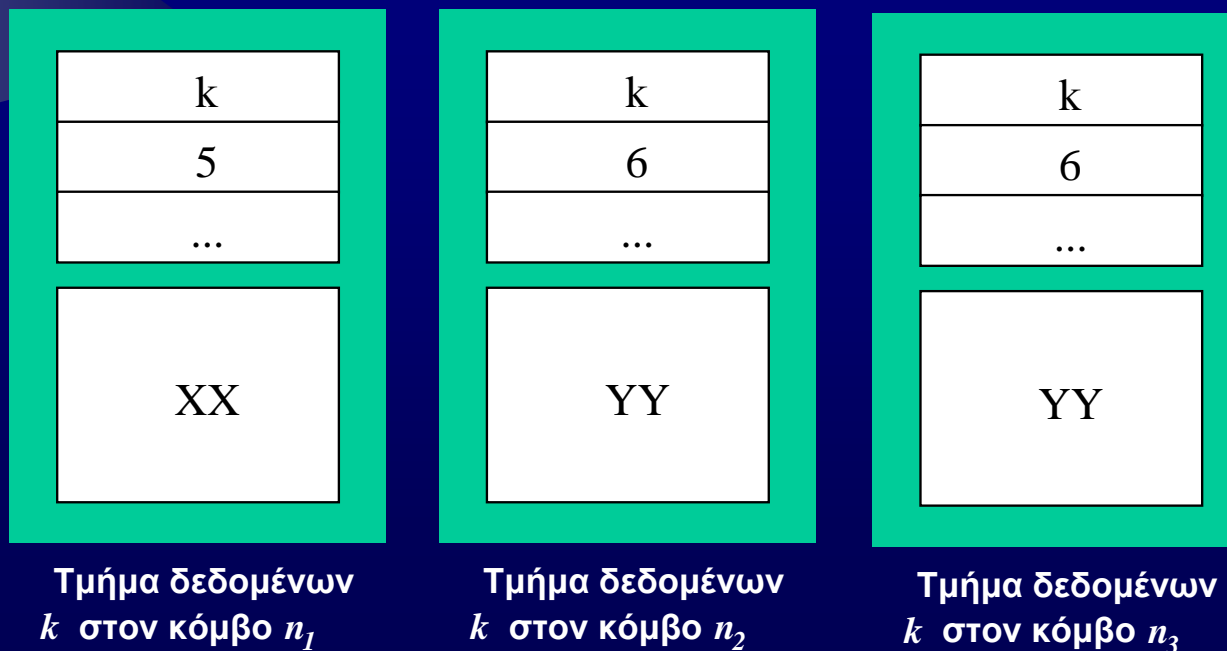 k
5
...
XX
Τμήμα δεδομένων
k στον κόμβο n₁
k
6
...
YY
Τμήμα δεδομένων
k στον κόμβο n₂
k
6
...
YY
Τμήμα δεδομένων
k στον κόμβο n₃